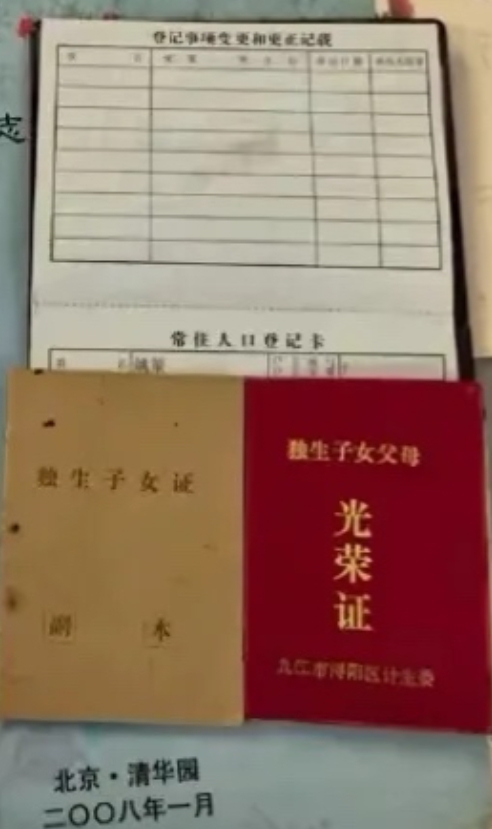 登记事项变更和更正记载
志
常住人口登记卡
独生子女证
副 本
独生子女父母
光
荣
证
九江市浔阳区计生委
北京·清华园
二〇〇八年一月